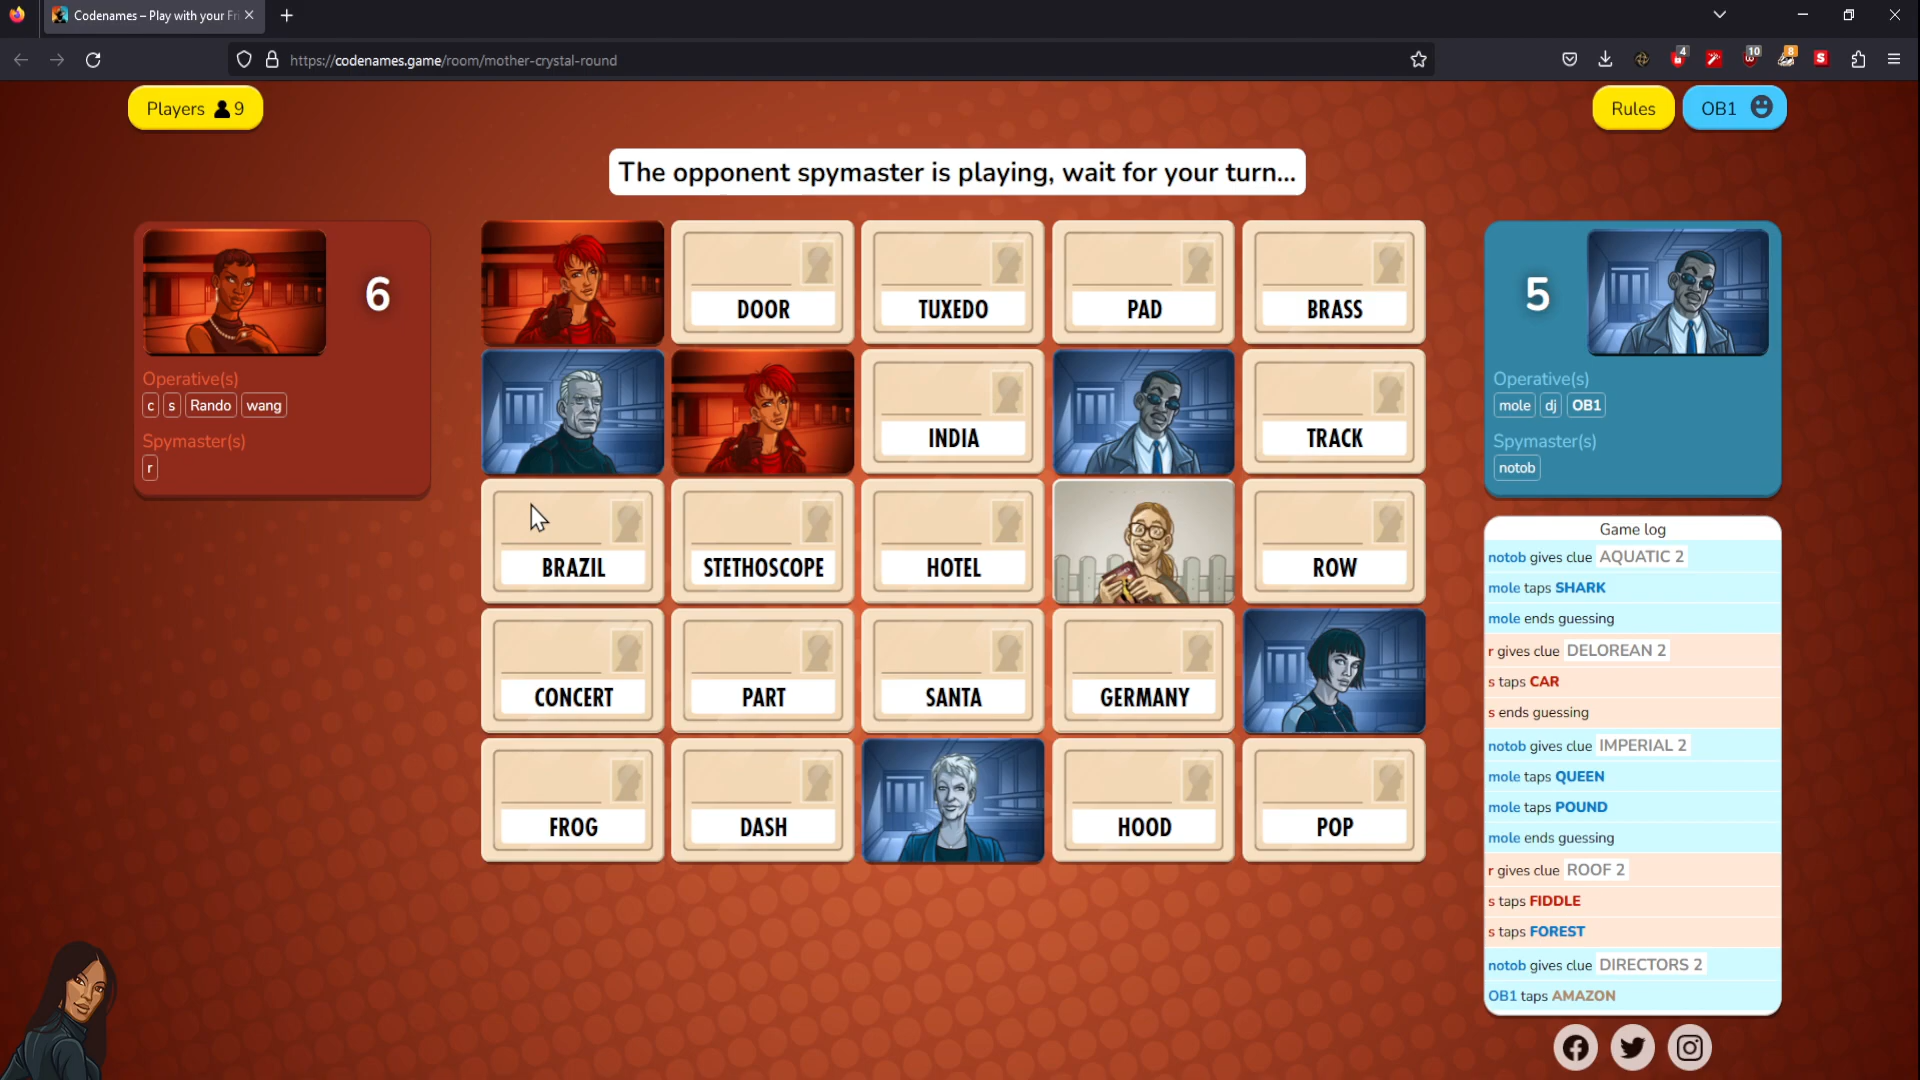 Codenames – Play with your Fri
https://codenames.game/room/mother-crystal-round
4
10
8
S
Players 9
Rules
OB1
The opponent spymaster is playing, wait for your turn...
6
Operative(s)
c s Rando wang
Spymaster(s)
r
DOOR
TUXEDO
PAD
BRASS
INDIA
TRACK
BRAZIL
STETHOSCOPE
HOTEL
ROW
CONCERT
PART
SANTA
GERMANY
FROG
DASH
HOOD
POP
5
Operative(s)
mole dj OB1
Spymaster(s)
notob
Game log
notob gives clue AQUATIC 2
mole taps SHARK
mole ends guessing
r gives clue DELOREAN 2
s taps CAR
s ends guessing
notob gives clue IMPERIAL 2
mole taps QUEEN
mole taps POUND
mole ends guessing
r gives clue ROOF 2
s taps FIDDLE
s taps FOREST
notob gives clue DIRECTORS 2
OB1 taps AMAZON